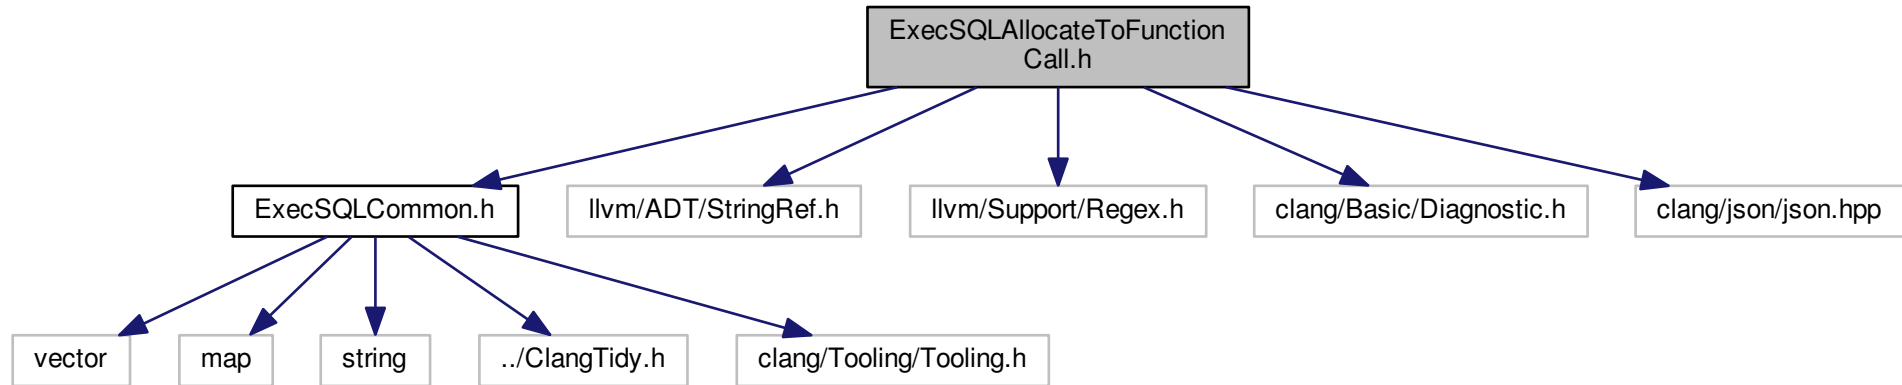 ExecSQLAllocateToFunction
Call.h
ExecSQLCommon.h
llvm/ADT/StringRef.h
llvm/Support/Regex.h
clang/Basic/Diagnostic.h
clang/json/json.hpp
vector
map
string
../ClangTidy.h
clang/Tooling/Tooling.h